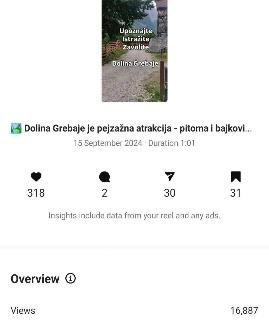 Upoznajte
Istražite
Zavolite
Dolina Grebaje
Dolina Grebaje je pejzažna atrakcija - pitoma i bajkovi...
15 September 2024 · Duration 1:01
318
2
30
31
Insights include data from your reel and any ads.
Overview
Views
16,887